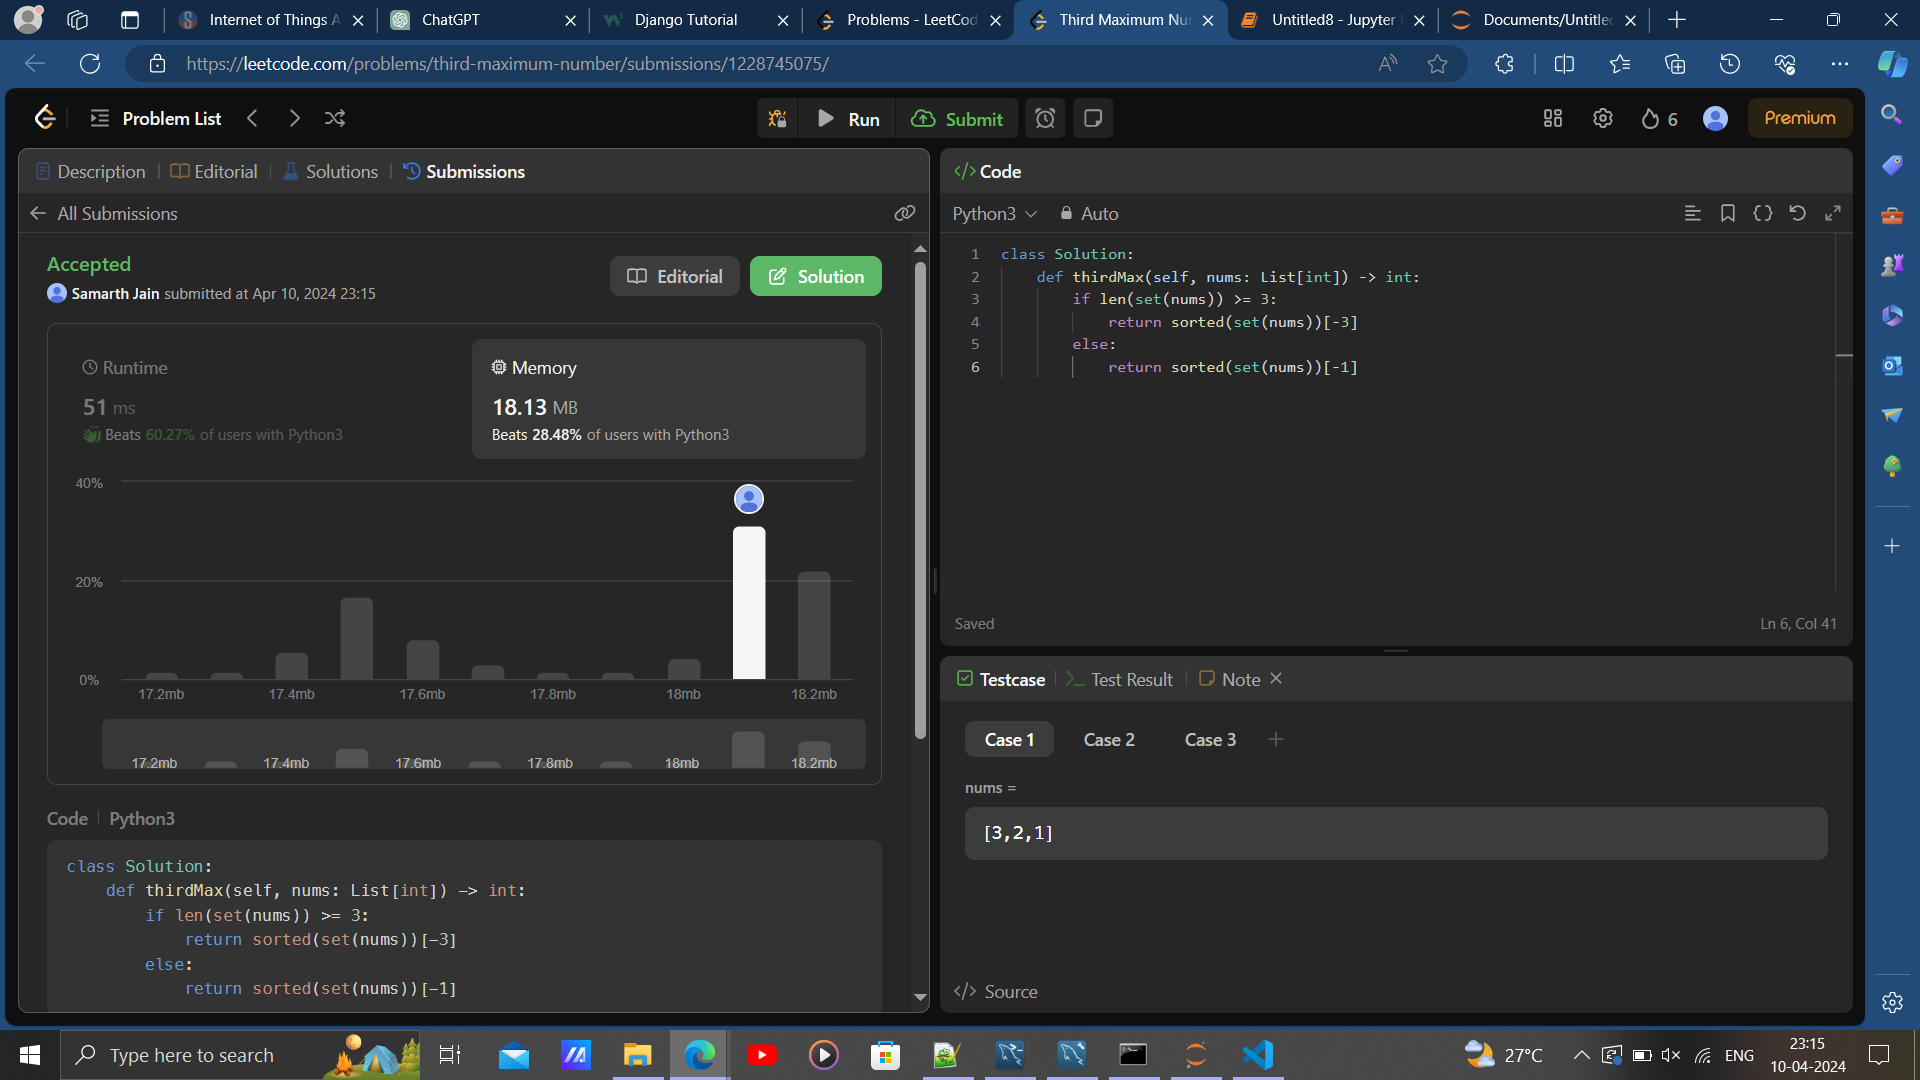 Internet of Things A
ChatGPT
Django Tutorial
Problems - LeetCod
Third Maximum Nu
Untitled8 - Jupyter
Documents/Untitle
https://leetcode.com/problems/third-maximum-number/submissions/1228745075/
Problem List
Run
Submit
6
Premium
Description
Editorial
Solutions
Submissions
All Submissions
Accepted
Samarth Jain submitted at Apr 10, 2024 23:15
Editorial
Solution
Runtime
51 ms
Beats 60.27% of users with Python3
Memory
18.13 MB
Beats 28.48% of users with Python3
40%
20%
0%
17.2mb 17.4mb 17.6mb 17.8mb 18mb 18.2mb
17.2mb 17.4mb 17.6mb 17.8mb 18mb 18.2mb
Code | Python3
class Solution:
    def thirdMax(self, nums: List[int]) -> int:
        if len(set(nums)) >= 3:
            return sorted(set(nums))[-3]
        else:
            return sorted(set(nums))[-1]
</> Code
Python3 Auto
1 class Solution:
2     def thirdMax(self, nums: List[int]) -> int:
3         if len(set(nums)) >= 3:
4             return sorted(set(nums))[-3]
5         else:
6             return sorted(set(nums))[-1]
Saved
Ln 6, Col 41
Testcase
>_ Test Result
Note
Case 1
Case 2
Case 3
nums =
[3,2,1]
</> Source
Type here to search
27°C
ENG
23:15
10-04-2024